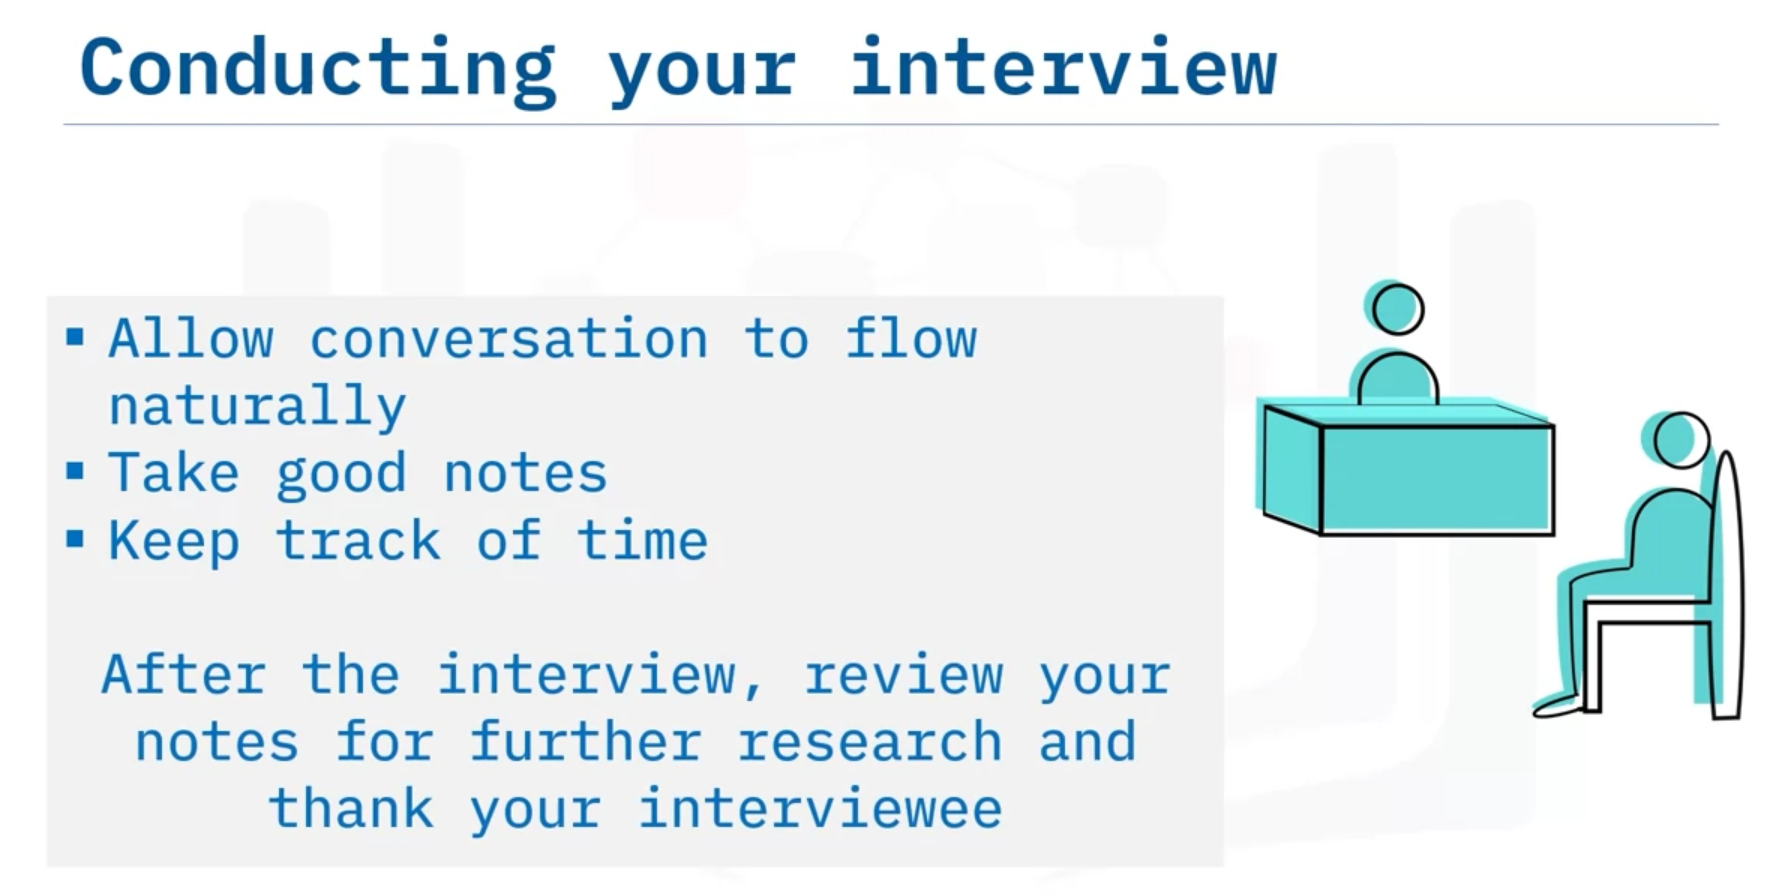 Conducting your interview
▪ Allow conversation to flow
naturally
▪ Take good notes
▪ Keep track of time
After the interview, review your
notes for further research and
thank your interviewee